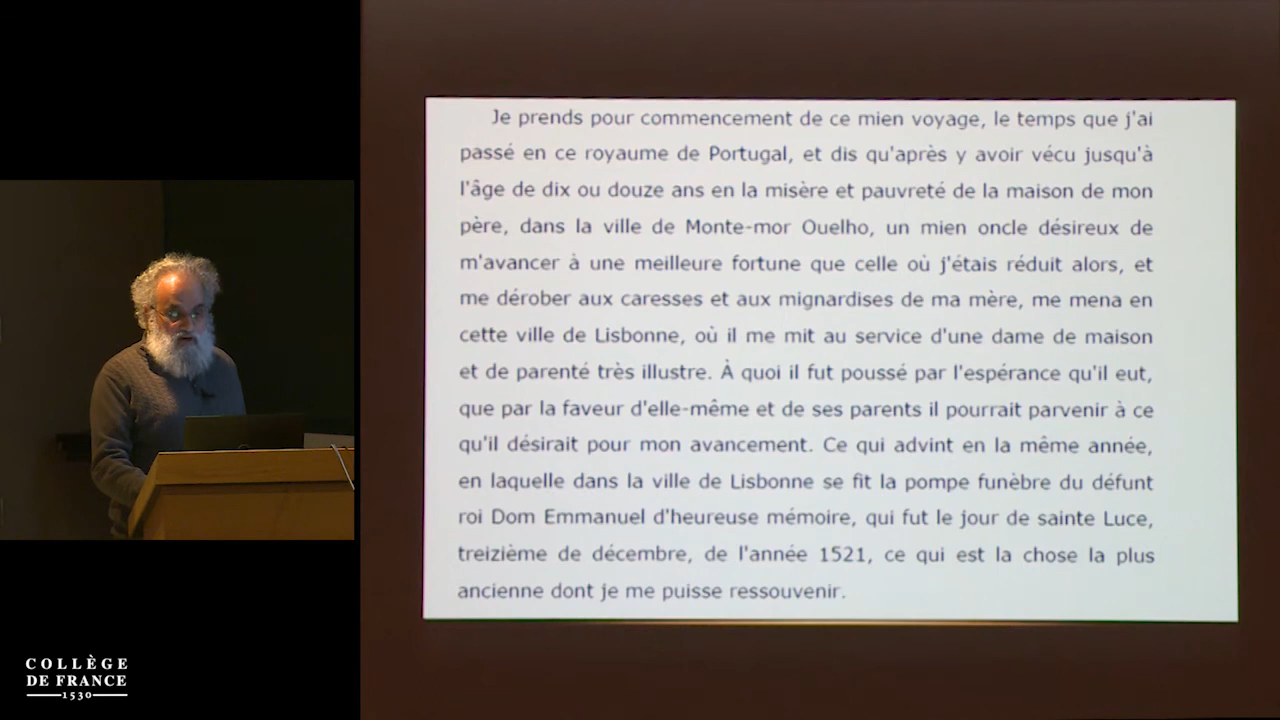 Je prends pour commencement de ce mien voyage, le temps que j'ai
passé en ce royaume de Portugal, et dis qu'après y avoir vécu jusqu'à
l'âge de dix ou douze ans en la misère et pauvreté de la maison de mon
père, dans la ville de Monte-mor Ouelho, un mien oncle désireux de
m'avancer à une meilleure fortune que celle où j'étais réduit alors, et
me dérober aux caresses et aux mignardises de ma mère, me mena en
cette ville de Lisbonne, où il me mit au service d'une dame de maison
et de parenté très illustre. À quoi il fut poussé par l'espérance qu'il eut,
que par la faveur d'elle-même et de ses parents il pourrait parvenir à ce
qu'il désirait pour mon avancement. Ce qui advint en la même année,
en laquelle dans la ville de Lisbonne se fit la pompe funèbre du défunt
roi Dom Emmanuel d'heureuse mémoire, qui fut le jour de sainte Luce,
treizième de décembre, de l'année 1521, ce qui est la chose la plus
ancienne dont je me puisse ressouvenir.
COLLÈGE
DE FRANCE
1530